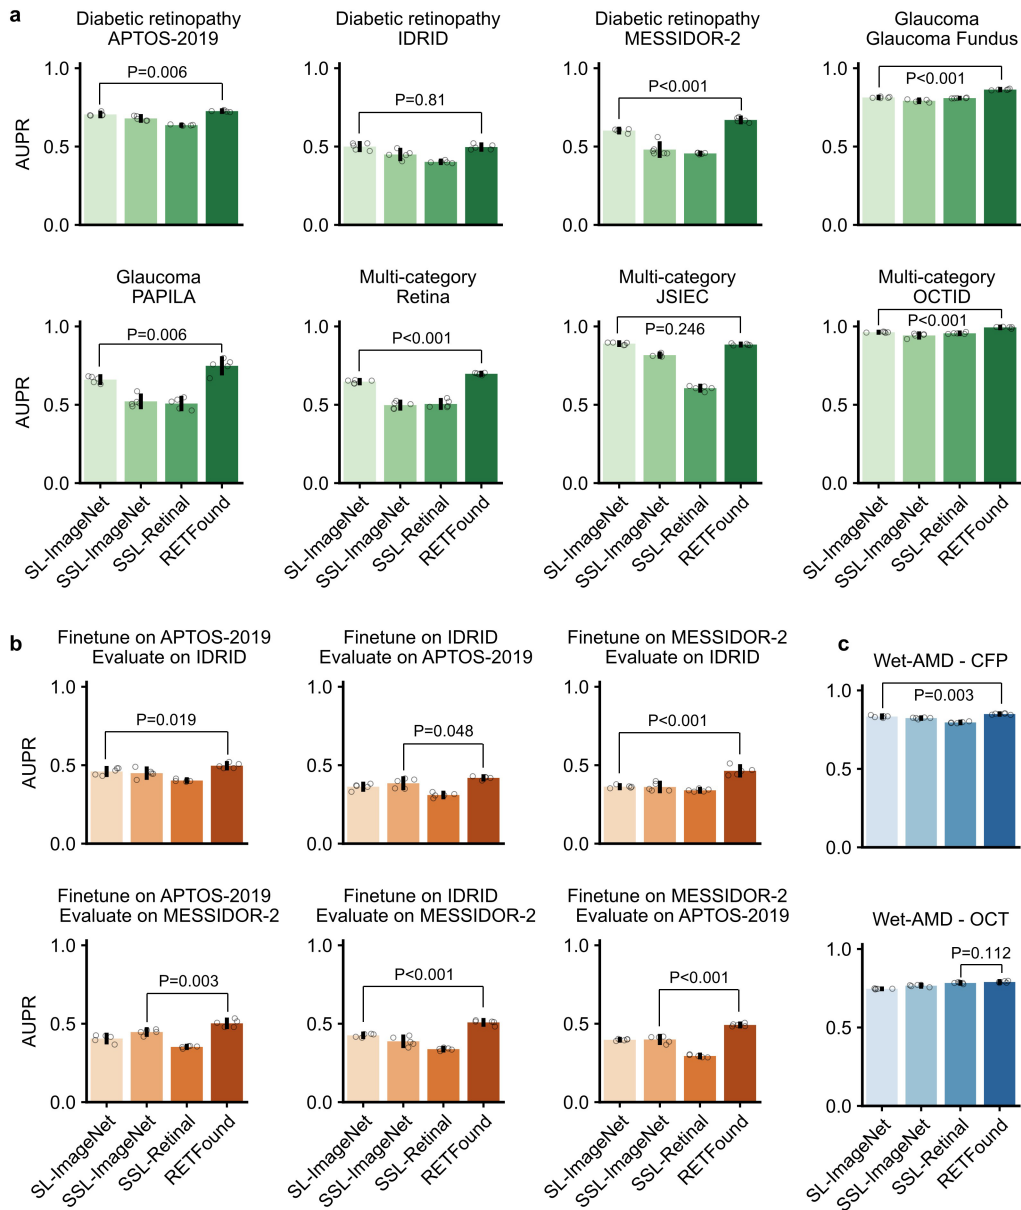 a
Diabetic retinopathy
APTOS-2019
Diabetic retinopathy
IDRID
Diabetic retinopathy
MESSIDOR-2
Glaucoma
Glaucoma Fundus
AUPR
1.0
0.5
0.0
P=0.006
1.0
0.5
0.0
P=0.81
1.0
0.5
0.0
P<0.001
1.0
0.5
0.0
P<0.001
Glaucoma
PAPILA
Multi-category
Retina
Multi-category
JSIEC
Multi-category
OCTID
AUPR
1.0
0.5
0.0
P=0.006
1.0
0.5
0.0
P<0.001
1.0
0.5
0.0
P=0.246
1.0
0.5
0.0
P<0.001
SL-ImageNet
SSL-ImageNet
SSL-Retinal
RETFound
SL-ImageNet
SSL-ImageNet
SSL-Retinal
RETFound
SL-ImageNet
SSL-ImageNet
SSL-Retinal
RETFound
SL-ImageNet
SSL-ImageNet
SSL-Retinal
RETFound
b
Finetune on APTOS-2019
Evaluate on IDRID
Finetune on IDRID
Evaluate on APTOS-2019
Finetune on MESSIDOR-2
Evaluate on IDRID
AUPR
1.0
0.5
0.0
P=0.019
1.0
0.5
0.0
P=0.048
1.0
0.5
0.0
P<0.001
Finetune on APTOS-2019
Evaluate on MESSIDOR-2
Finetune on IDRID
Evaluate on MESSIDOR-2
Finetune on MESSIDOR-2
Evaluate on APTOS-2019
AUPR
1.0
0.5
0.0
P=0.003
1.0
0.5
0.0
P<0.001
1.0
0.5
0.0
P<0.001
SL-ImageNet
SSL-ImageNet
SSL-Retinal
RETFound
SL-ImageNet
SSL-ImageNet
SSL-Retinal
RETFound
SL-ImageNet
SSL-ImageNet
SSL-Retinal
RETFound
c
Wet-AMD - CFP
1.0
0.5
0.0
P=0.003
Wet-AMD - OCT
1.0
0.5
0.0
P=0.112
SL-ImageNet
SSL-ImageNet
SSL-Retinal
RETFound